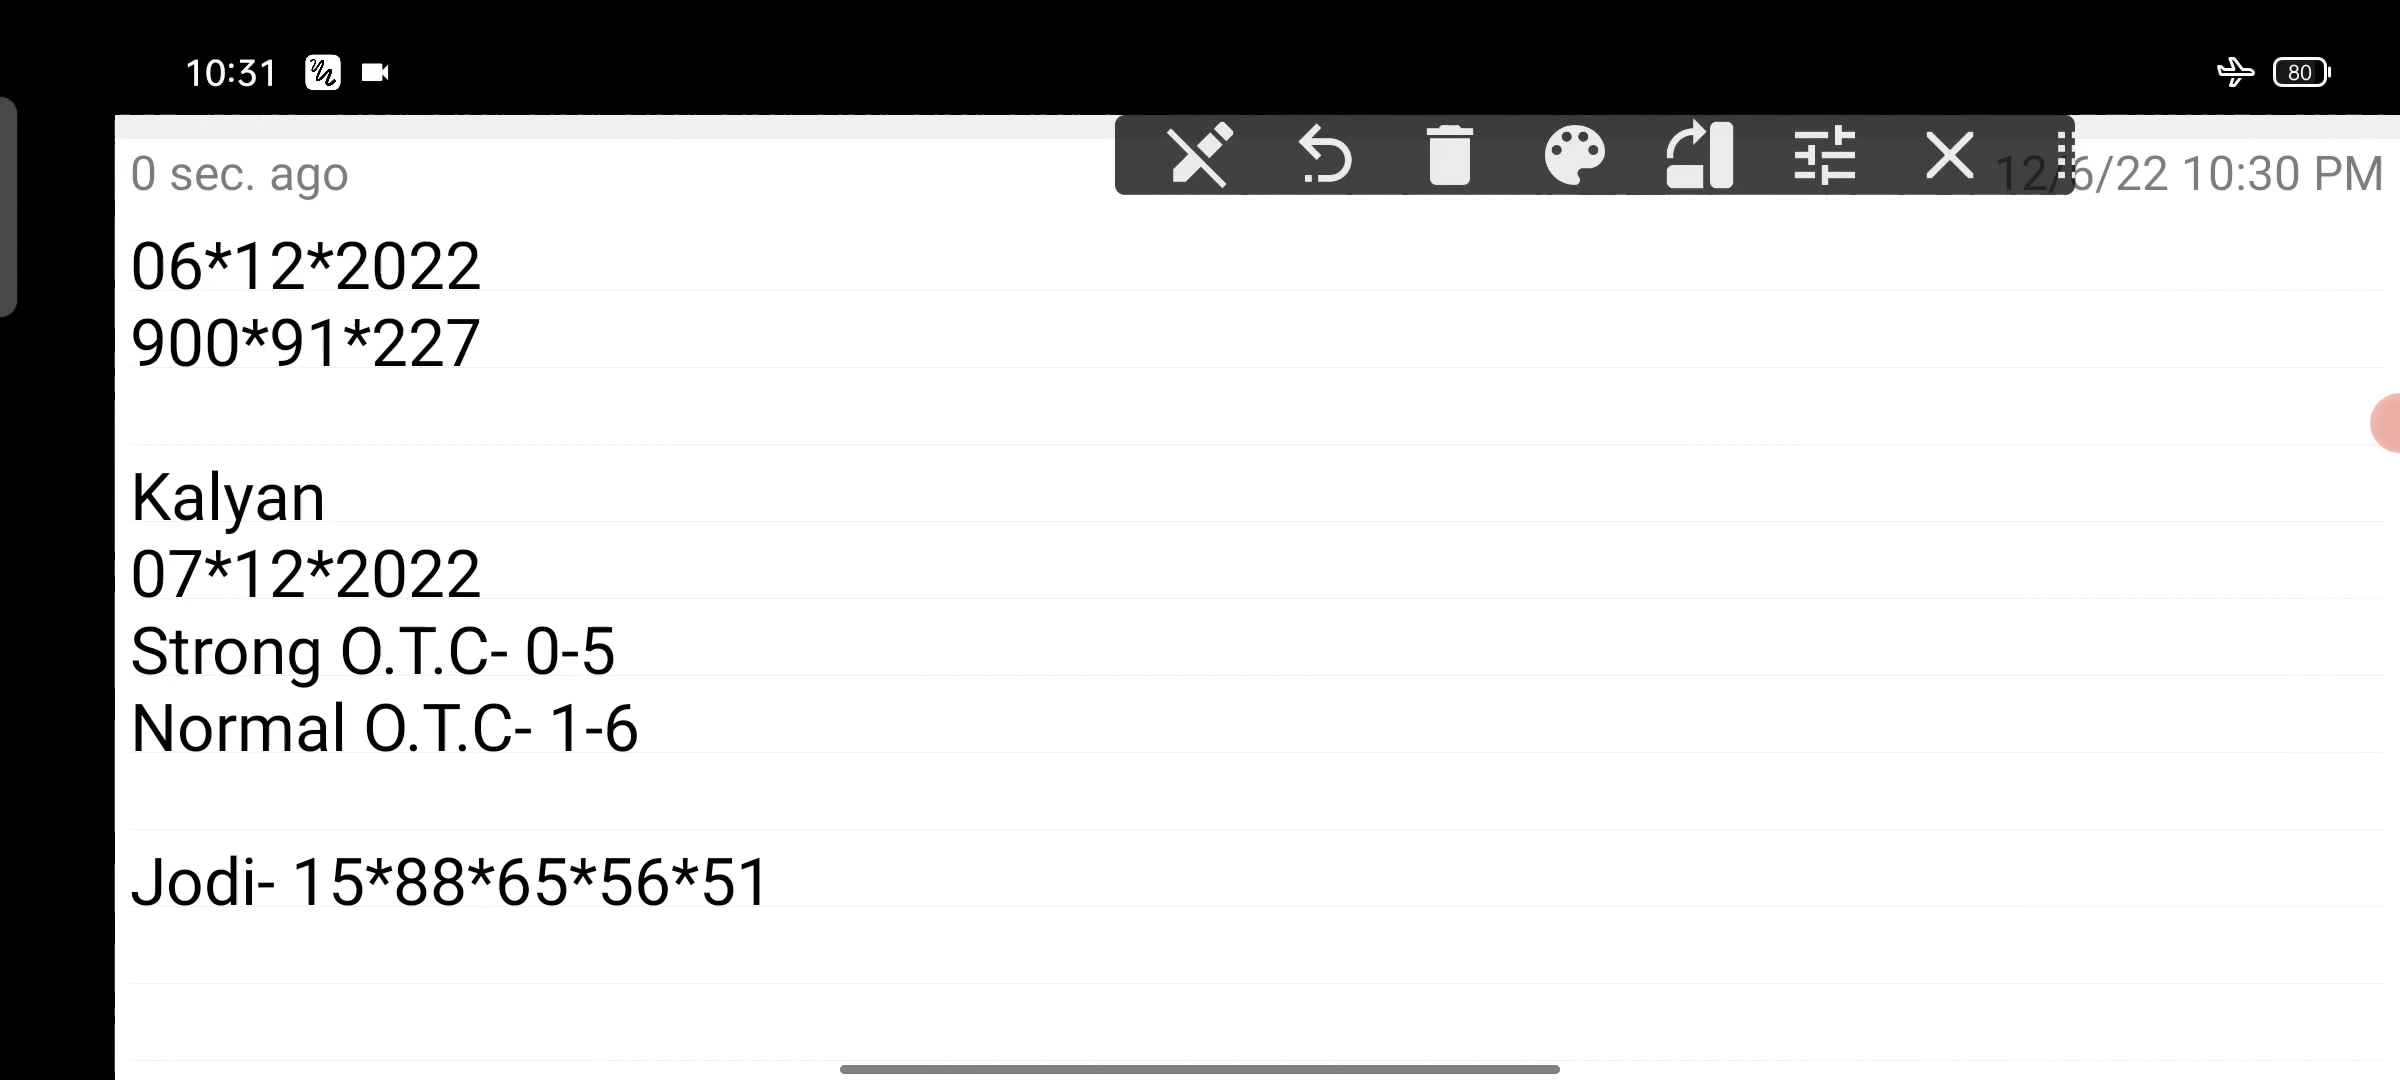 10:31
80
0 sec. ago
12/6/22 10:30 PM
06*12*2022
900*91*227
Kalyan
07*12*2022
Strong O.T.C- 0-5
Normal O.T.C- 1-6
Jodi- 15*88*65*56*51